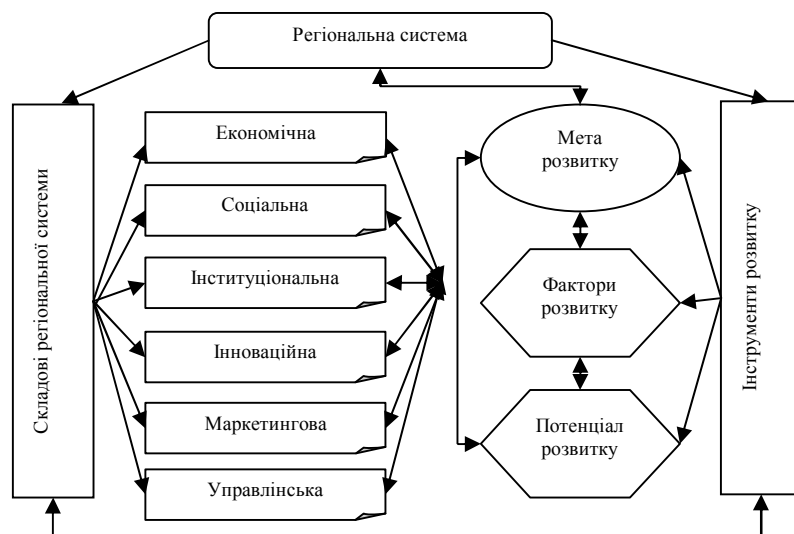 Регіональна система
Складові регіональної системи
Економічна
Соціальна
Інституціональна
Інноваційна
Маркетингова
Управлінська
Мета
розвитку
Фактори
розвитку
Потенціал
розвитку
Інструменти розвитку